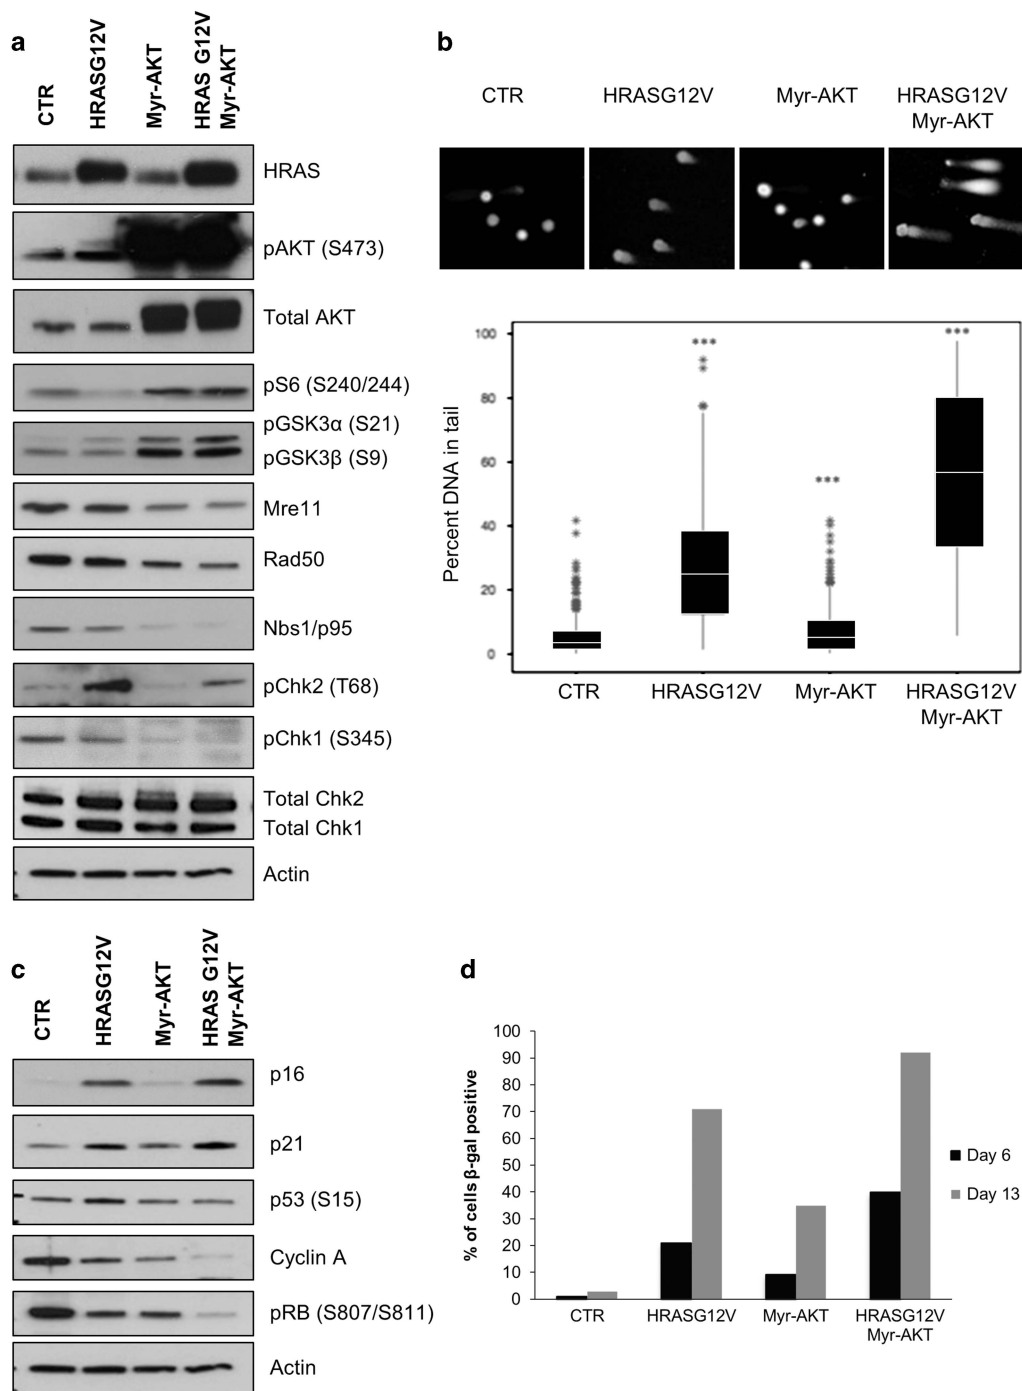 a
CTR
HRASG12V
Myr-AKT
HRAS G12V
Myr-AKT
HRAS
pAKT (S473)
Total AKT
pS6 (S240/244)
pGSK3α (S21)
pGSK3β (S9)
Mre11
Rad50
Nbs1/p95
pChk2 (T68)
pChk1 (S345)
Total Chk2
Total Chk1
Actin
b
CTR
HRASG12V
Myr-AKT
HRASG12V
Myr-AKT
Percent DNA in tail
100
80
60
40
20
0
***
***
***
CTR
HRASG12V
Myr-AKT
HRASG12V
Myr-AKT
c
CTR
HRASG12V
Myr-AKT
HRAS G12V
Myr-AKT
p16
p21
p53 (S15)
Cyclin A
pRB (S807/S811)
Actin
d
% of cells β-gal positive
100
90
80
70
60
50
40
30
20
10
0
CTR
HRASG12V
Myr-AKT
HRASG12V
Myr-AKT
Day 6
Day 13